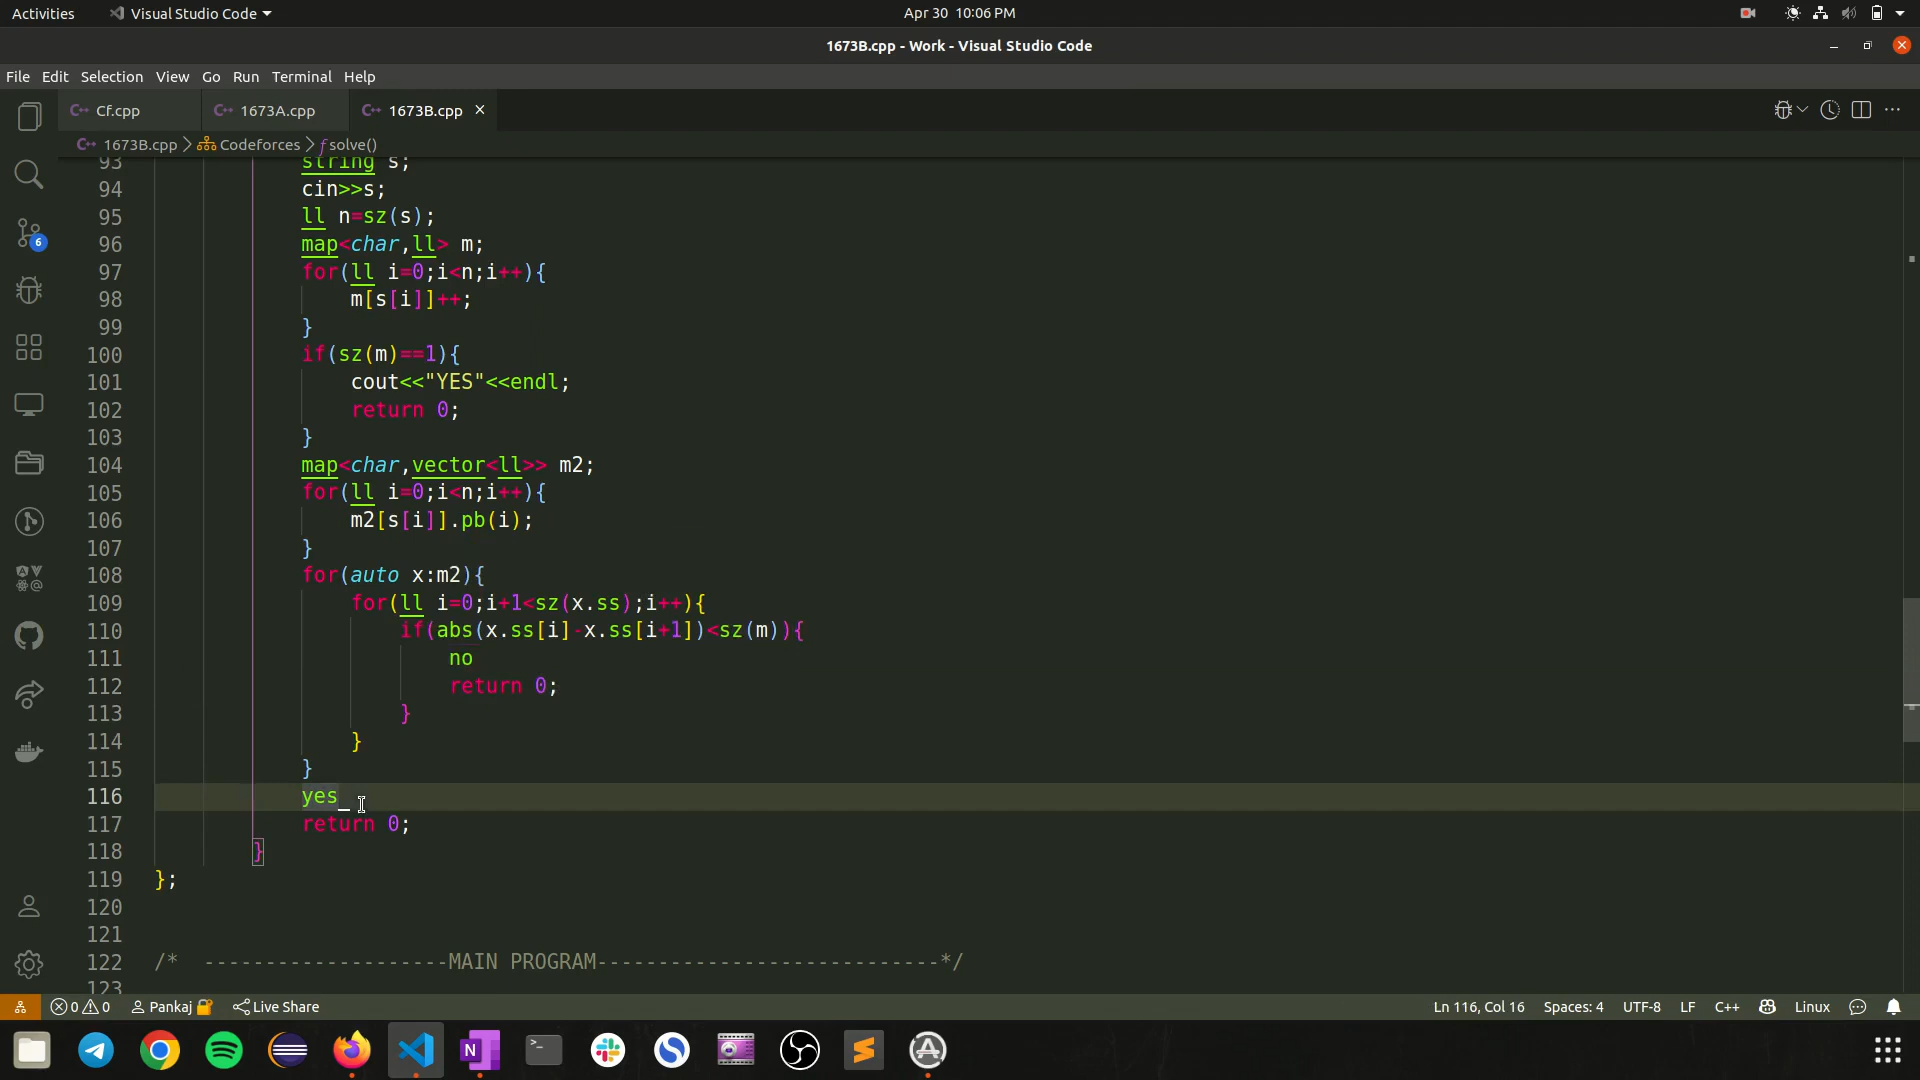 Activities
Visual Studio Code
Apr 30 10:06 PM
1673B.cpp - Work - Visual Studio Code
File Edit Selection View Go Run Terminal Help
Cf.cpp
1673A.cpp
1673B.cpp
1673B.cpp > Codeforces > solve()
93 string s;
94 cin>>s;
95 ll n=sz(s);
96 map<char,ll> m;
97 for(ll i=0;i<n;i++){
98 m[s[i]]++;
99 }
100 if(sz(m)==1){
101 cout<<"YES"<<endl;
102 return 0;
103 }
104 map<char,vector<ll>> m2;
105 for(ll i=0;i<n;i++){
106 m2[s[i]].pb(i);
107 }
108 for(auto x:m2){
109 for(ll i=0;i+1<sz(x.ss);i++){
110 if(abs(x.ss[i]-x.ss[i+1])<sz(m)){
111 no
112 return 0;
113 }
114 }
115 }
116 yes
117 return 0;
118 }
119 };
120
121
122 /* --------------------MAIN PROGRAM----------------------------*/
123
6
0 0 Pankaj Live Share Ln 116, Col 16 Spaces: 4 UTF-8 LF C++ Linux